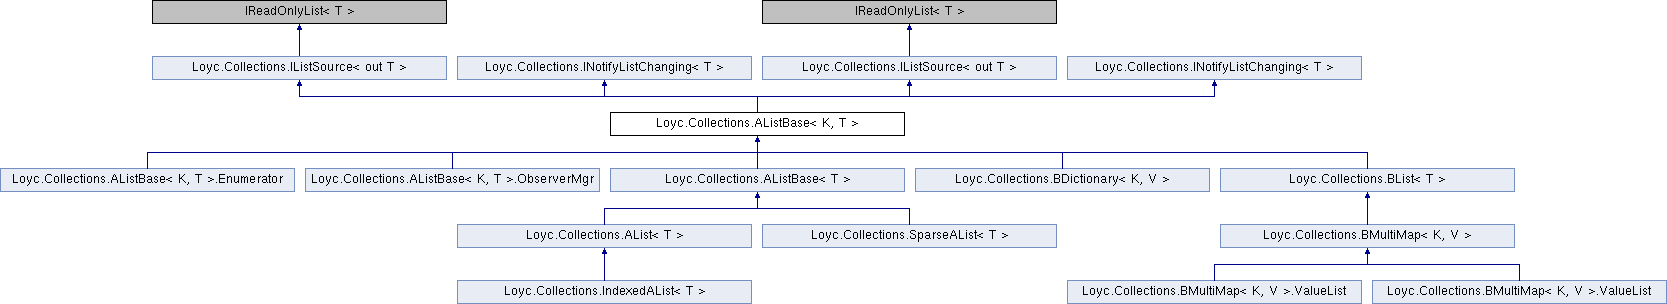 IReadOnlyList< T >
IReadOnlyList< T >
Loyc.Collections.IListSource< out T >
Loyc.Collections.INotifyListChanging< T >
Loyc.Collections.IListSource< out T >
Loyc.Collections.INotifyListChanging< T >
Loyc.Collections.AListBase< K, T >
Loyc.Collections.AListBase< K, T >.Enumerator
Loyc.Collections.AListBase< K, T >.ObserverMgr
Loyc.Collections.AListBase< T >
Loyc.Collections.BDictionary< K, V >
Loyc.Collections.BList< T >
Loyc.Collections.AList< T >
Loyc.Collections.SparseAList< T >
Loyc.Collections.BMultiMap< K, V >
Loyc.Collections.IndexedAList< T >
Loyc.Collections.BMultiMap< K, V >.ValueList
Loyc.Collections.BMultiMap< K, V >.ValueList